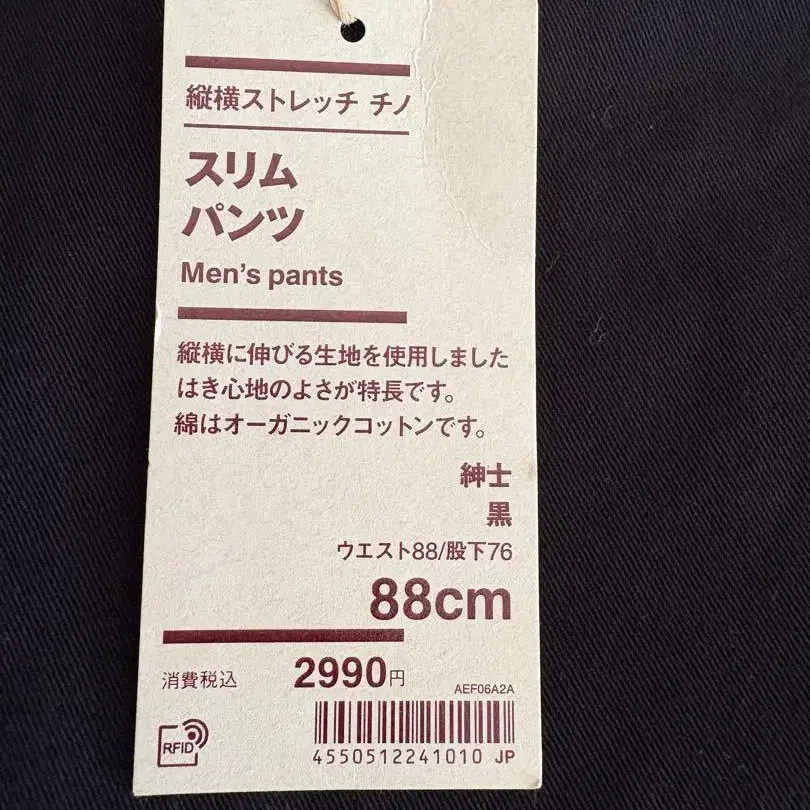 縦横ストレッチ チノ
スリム
パンツ
Men's pants
縦横に伸びる生地を使用しました
はき心地のよさが特長です。
綿はオーガニックコットンです。
紳士
黒
ウエスト88/股下76
88cm
消費税込 2990円
AEF06A2A
RFID
4550512241010 JP